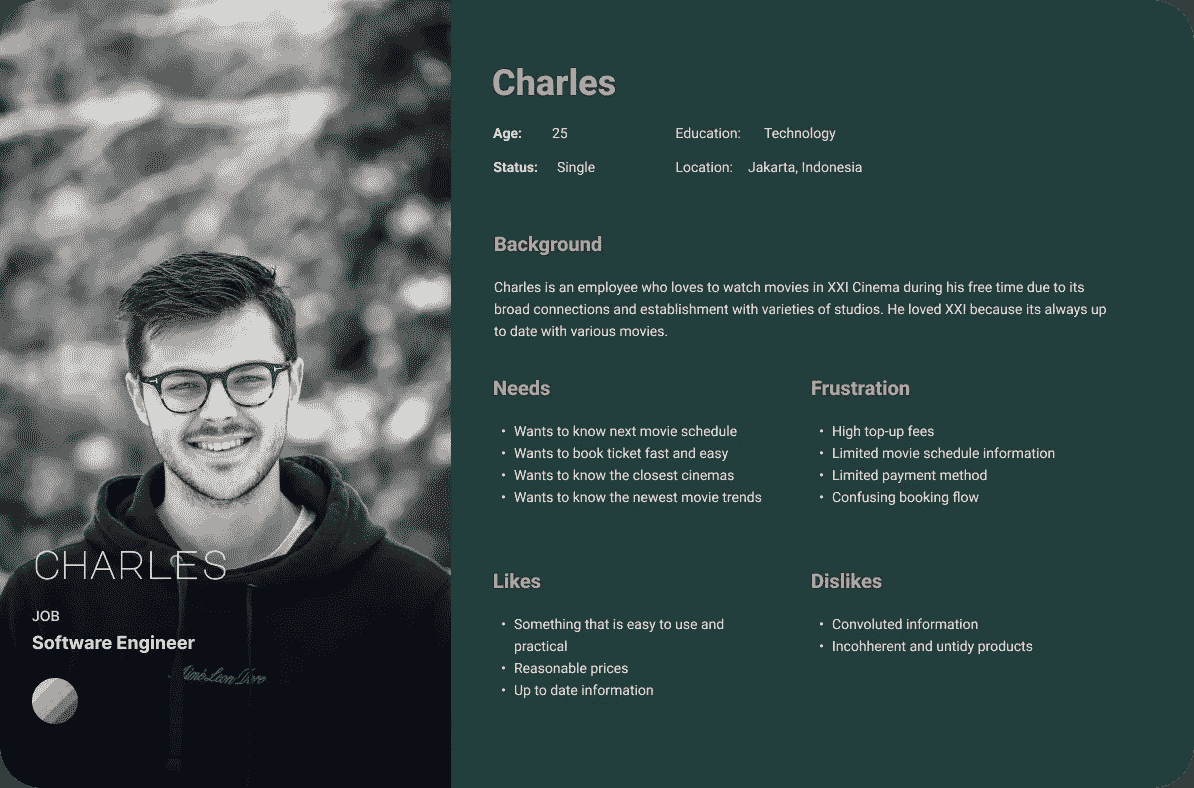 Charles
Age: 25 Education: Technology
Status: Single Location: Jakarta, Indonesia
Background
Charles is an employee who loves to watch movies in XXI Cinema during his free time due to its
broad connections and establishment with varieties of studios. He loved XXI because its always up
to date with various movies.
Needs
• Wants to know next movie schedule
• Wants to book ticket fast and easy
• Wants to know the closest cinemas
• Wants to know the newest movie trends
Frustration
• High top-up fees
• Limited movie schedule information
• Limited payment method
• Confusing booking flow
Likes
• Something that is easy to use and
practical
• Reasonable prices
• Up to date information
Dislikes
• Convoluted information
• Incohherent and untidy products
CHARLES
JOB
Software Engineer
Aimé Leon Dore